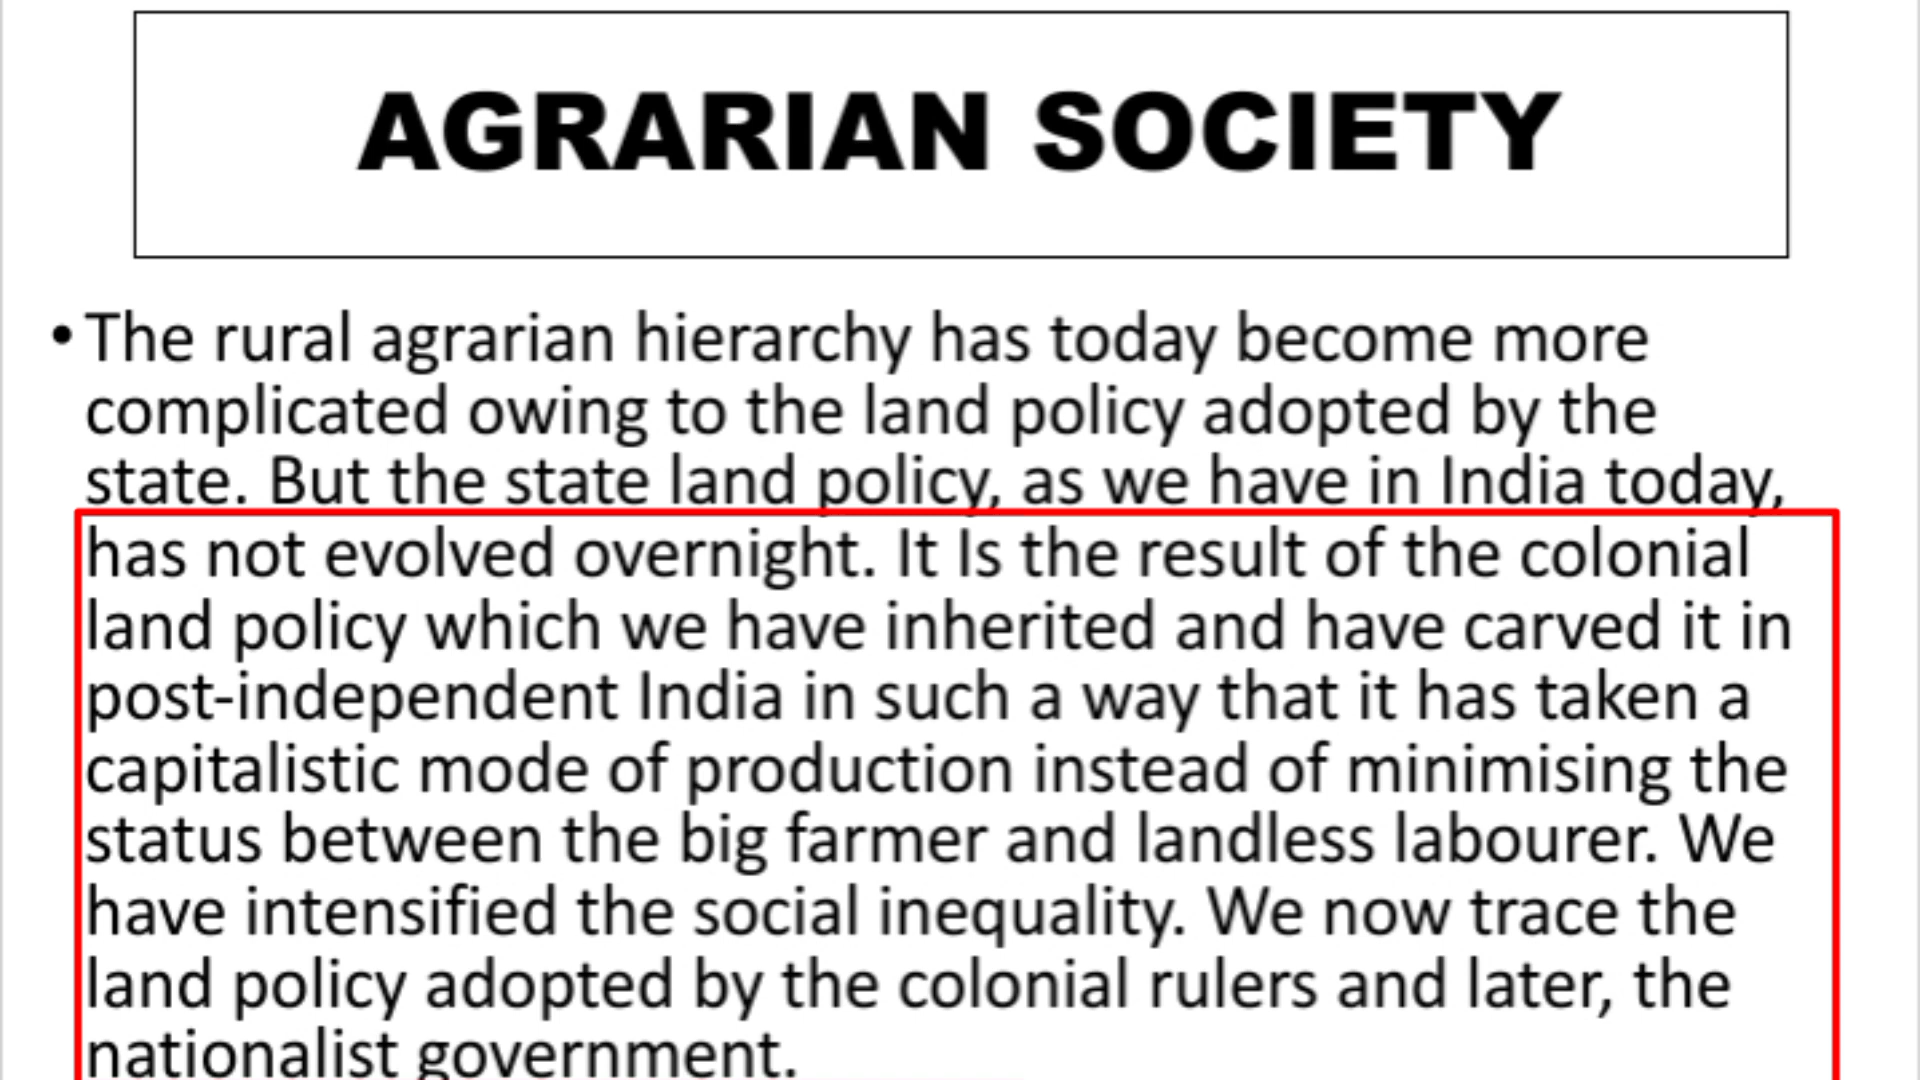 AGRARIAN SOCIETY
• The rural agrarian hierarchy has today become more
complicated owing to the land policy adopted by the
state. But the state land policy, as we have in India today,
has not evolved overnight. It Is the result of the colonial
land policy which we have inherited and have carved it in
post-independent India in such a way that it has taken a
capitalistic mode of production instead of minimising the
status between the big farmer and landless labourer. We
have intensified the social inequality. We now trace the
land policy adopted by the colonial rulers and later, the
nationalist government.